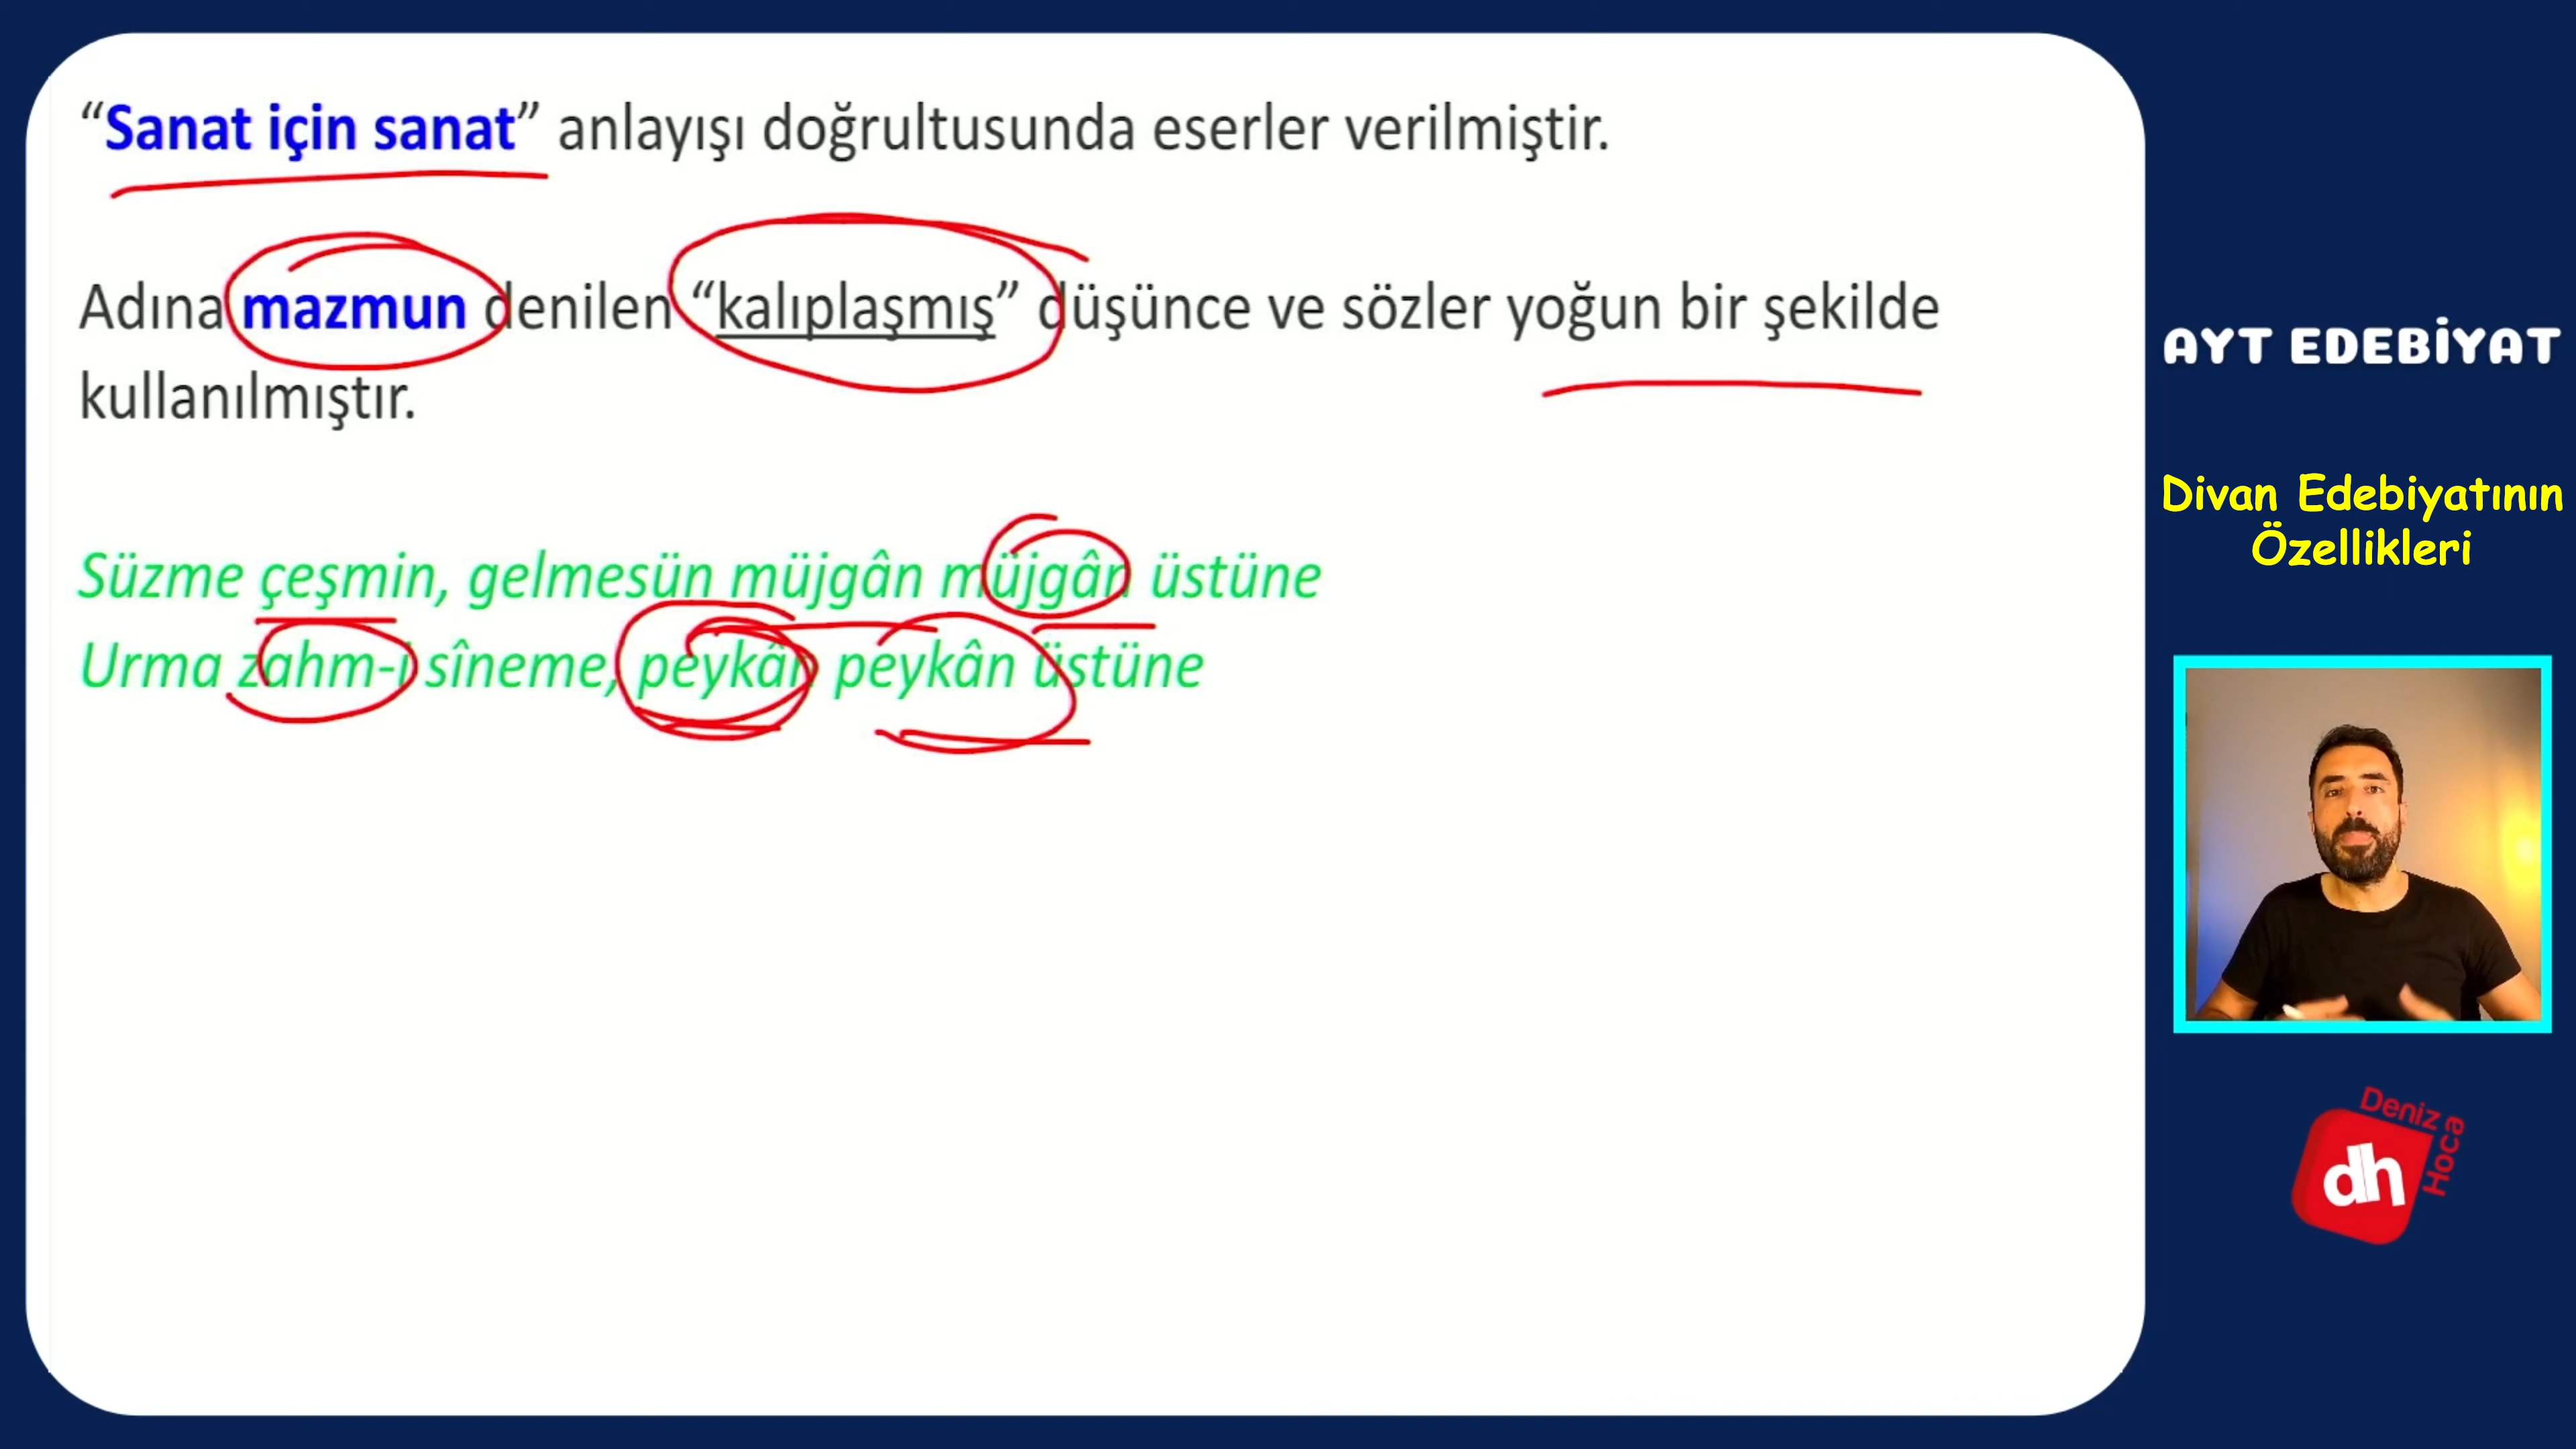 “Sanat için sanat” anlayışı doğrultusunda eserler verilmiştir.
Adına mazmun denilen “kalıplaşmış” düşünce ve sözler yoğun bir şekilde
kullanılmıştır.
Süzme çeşmin, gelmesün müjgân müjgân üstüne
Urma zahm-i sîneme, peykân peykân üstüne
AYT EDEBİYAT
Divan Edebiyatının
Özellikleri
Deniz Hoca
dh